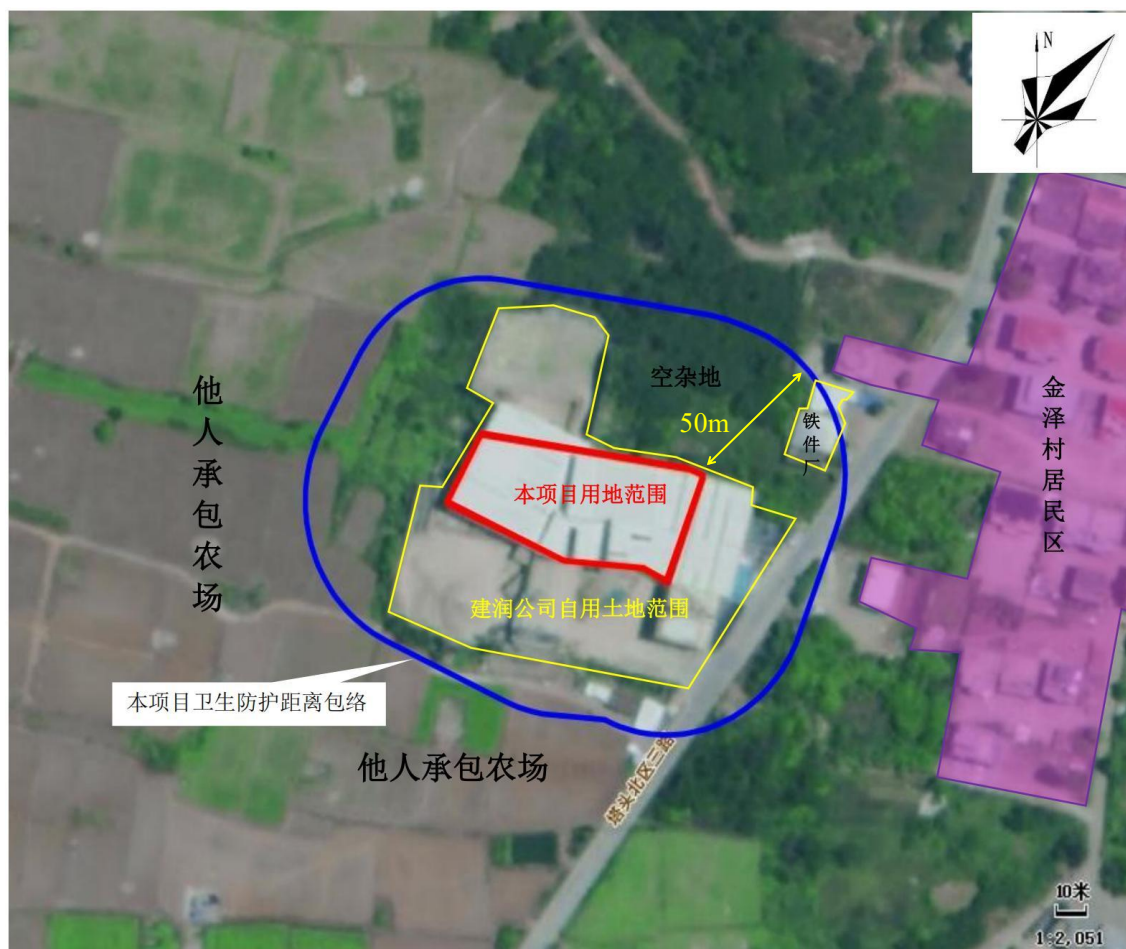 N
空杂地
50m
铁件厂
金泽村居民区
他人承包农场
本项目用地范围
建润公司自用土地范围
本项目卫生防护距离包络
他人承包农场
塔头北区三路
10米
1:2,051